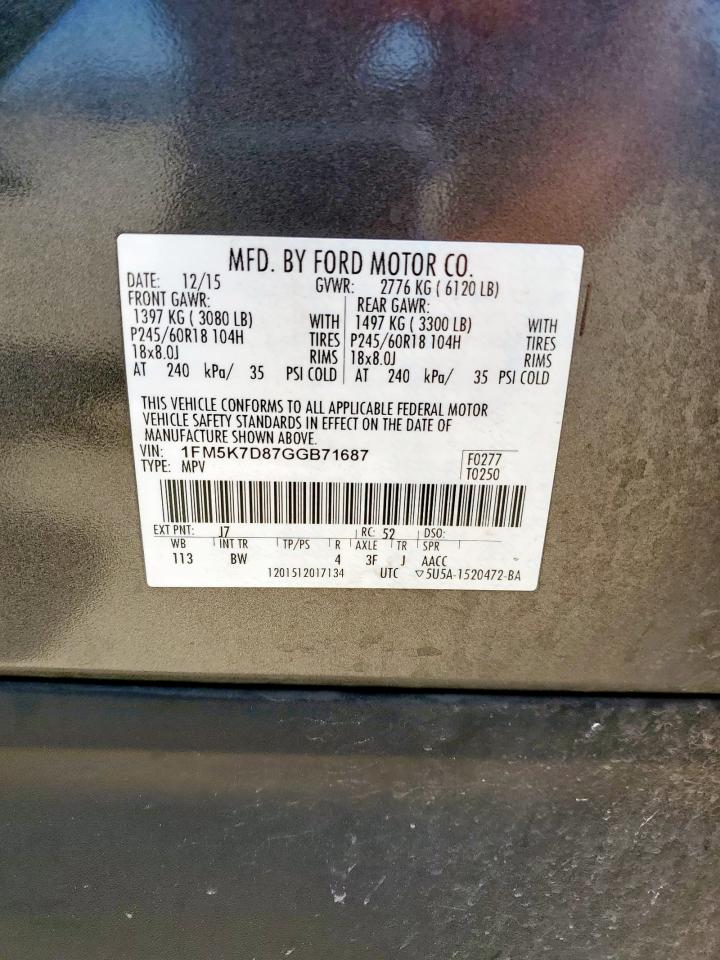 MFD. BY FORD MOTOR CO.
DATE: 12/15 GVWR: 2776 KG ( 6120 LB)
FRONT GAWR: REAR GAWR:
1397 KG ( 3080 LB) WITH 1497 KG ( 3300 LB) WITH
P245/60R18 104H TIRES P245/60R18 104H TIRES
18x8.0J RIMS 18x8.0J RIMS
AT 240 kPa/ 35 PSI COLD AT 240 kPa/ 35 PSI COLD
THIS VEHICLE CONFORMS TO ALL APPLICABLE FEDERAL MOTOR
VEHICLE SAFETY STANDARDS IN EFFECT ON THE DATE OF
MANUFACTURE SHOWN ABOVE.
VIN: 1FM5K7D87GGB71687 F0277
TYPE: MPV T0250
EXT PNT: J7 RC: 52 DSO:
WB INT TR TP/PS R AXLE TR SPR
113 BW 4 3F J AACC
1201512017134 UTC ▽5U5A-1520472-BA